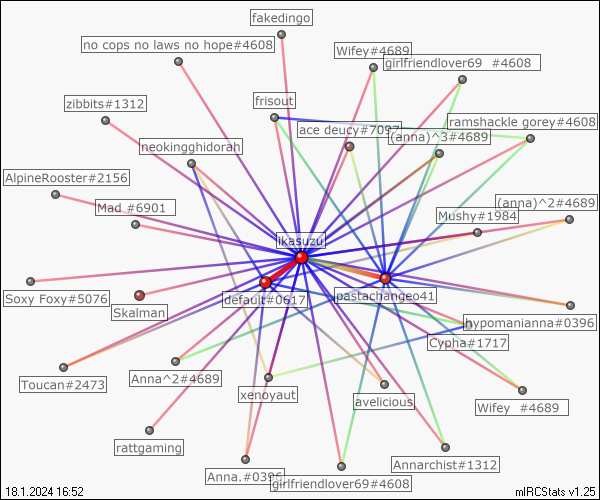 fakedingo
no cops no laws no hope#4608
Wifey#4689
girlfriendlover69 #4608
zibbits#1312
frisout
ace deucy#7097
ramshackle gorey#4608
(anna)^3#4689
neokingghidorah
AlpineRooster#2156
Mad #6901
(anna)^2#4689
Mushy#1984
ikasuzu
Soxy Foxy#5076
Skalman
default#0617
pastachangeo41
hypomanianna#0396
Cypha#1717
Toucan#2473
Anna^2#4689
xenoyaut
avelicious
Wifey #4689
rattgaming
Anna.#0396
girlfriendlover69#4608
Annarchist#1312
18.1.2024 16:52
mIRCStats v1.25